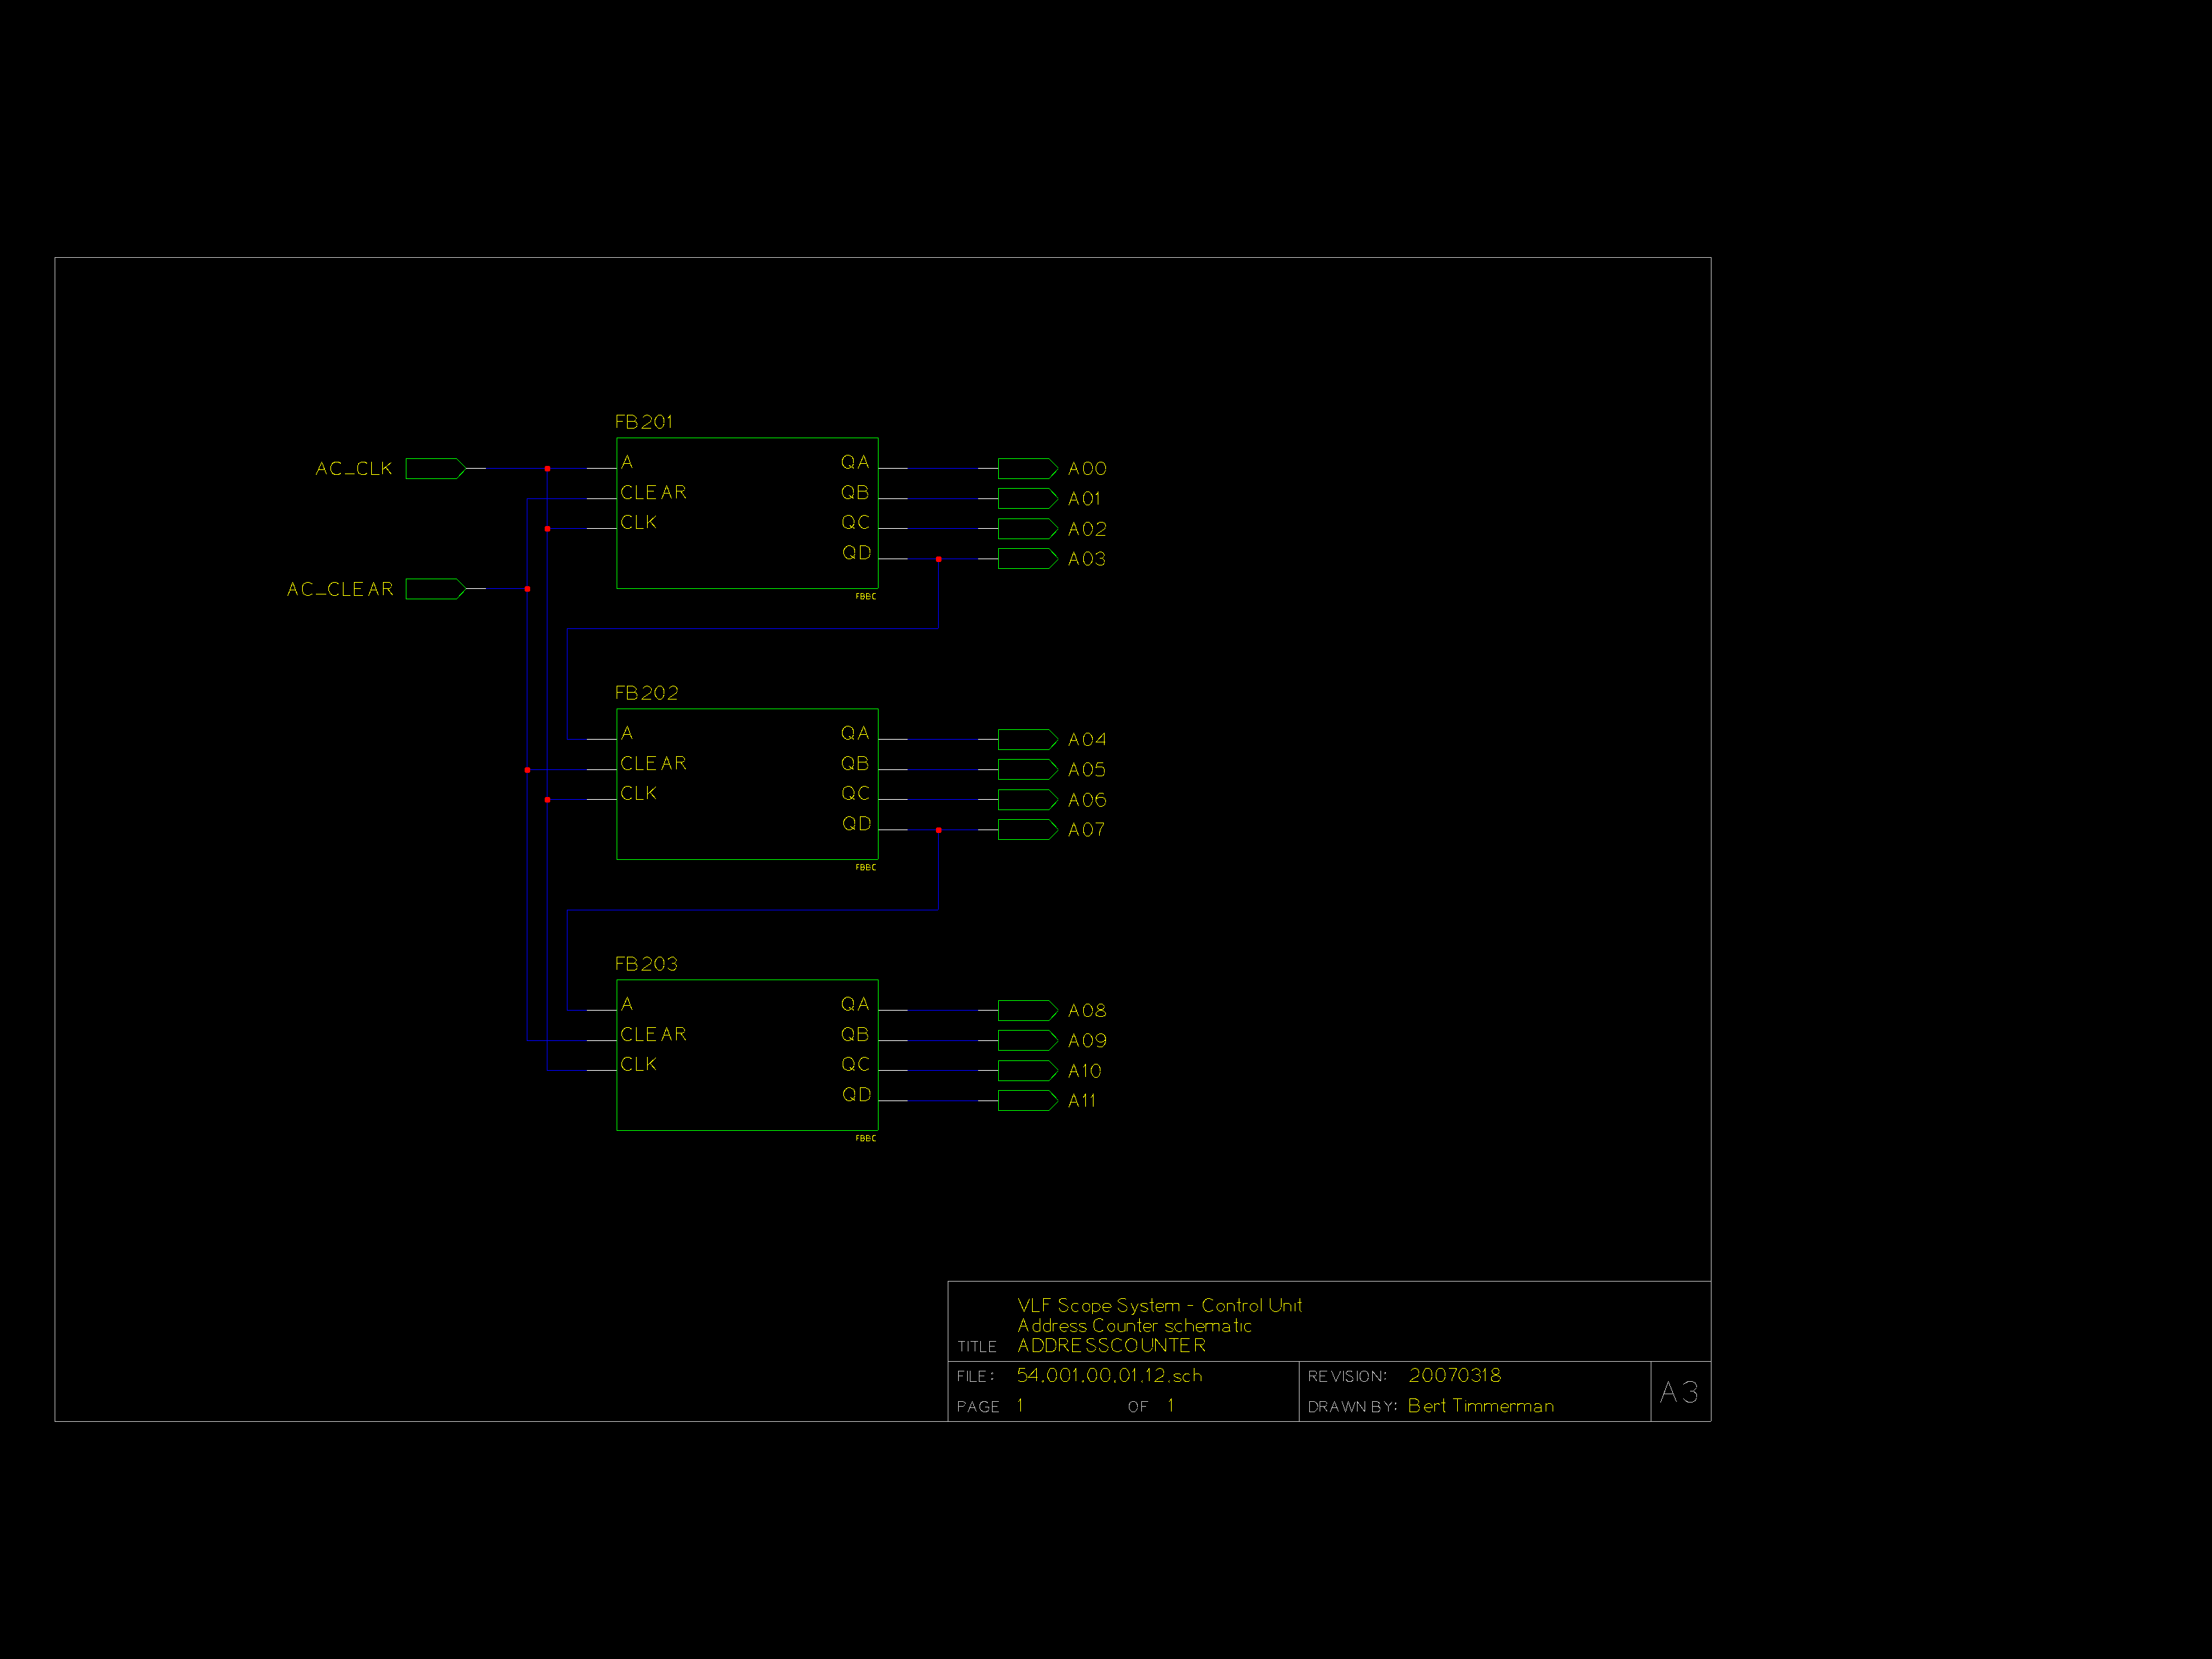 FB201
AC_CLK
A QA A00
CLEAR QB A01
CLK QC A02
QD A03
AC_CLEAR
FBBC
FB202
A QA A04
CLEAR QB A05
CLK QC A06
QD A07
FBBC
FB203
A QA A08
CLEAR QB A09
CLK QC A10
QD A11
FBBC
VLF Scope System - Control Unit
Address Counter schematic
TITLE ADDRESSCOUNTER
FILE: 54.001.00.01.12.sch REVISION: 20070318
PAGE 1 OF 1 DRAWN BY: Bert Timmerman
A3